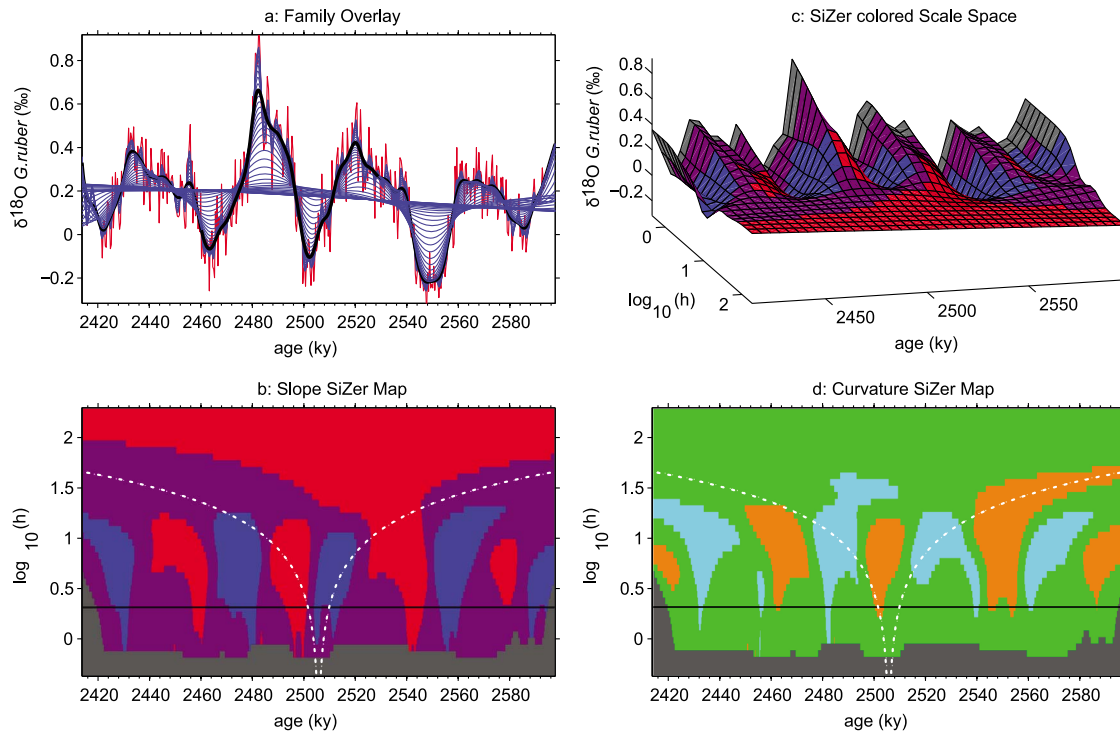 a: Family Overlay
δ18O G.ruber (‰)
0.8
0.6
0.4
0.2
0
−0.2
2420 2440 2460 2480 2500 2520 2540 2560 2580
age (ky)
c: SiZer colored Scale Space
δ18O G.ruber (‰)
0.8
0.6
0.4
0.2
0
−0.2
0
1
2
log10(h)
2450
2500
2550
age (ky)
b: Slope SiZer Map
log10(h)
2
1.5
1
0.5
0
2420 2440 2460 2480 2500 2520 2540 2560 2580
age (ky)
d: Curvature SiZer Map
log10(h)
2
1.5
1
0.5
0
2420 2440 2460 2480 2500 2520 2540 2560 2580
age (ky)